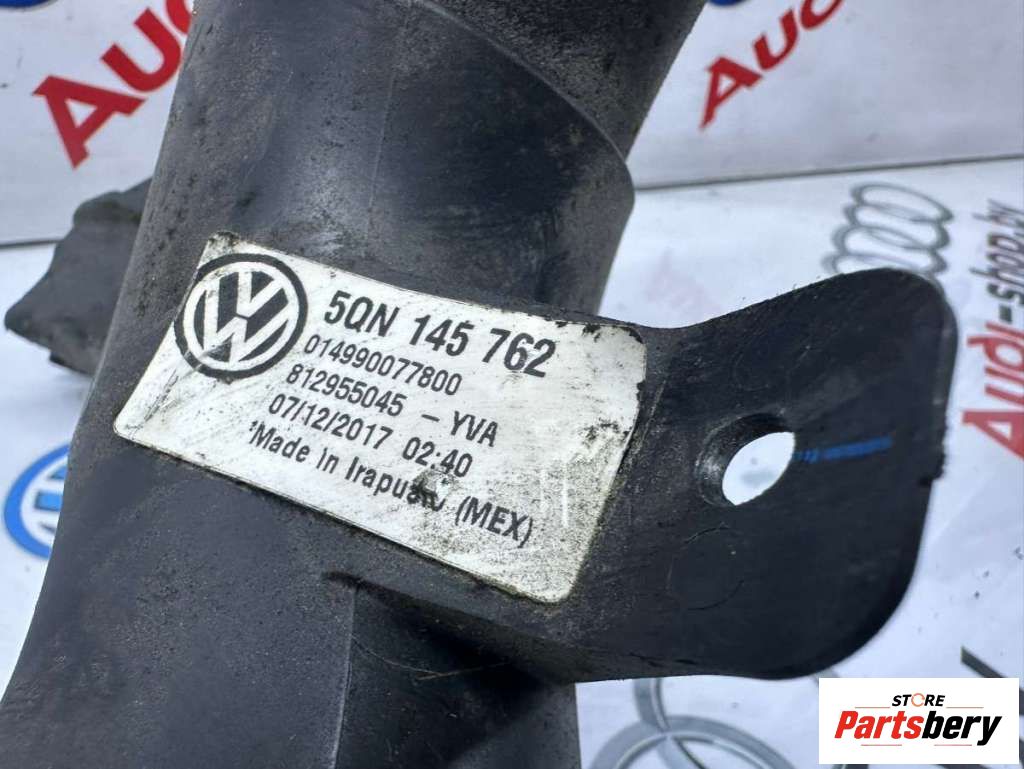 AUDI
5QN 145 762
014990077800
812955045 - YVA
07/12/2017 02:40
Made in Irapuato (MEX)
Audi-shop.by
STORE
Partsbery